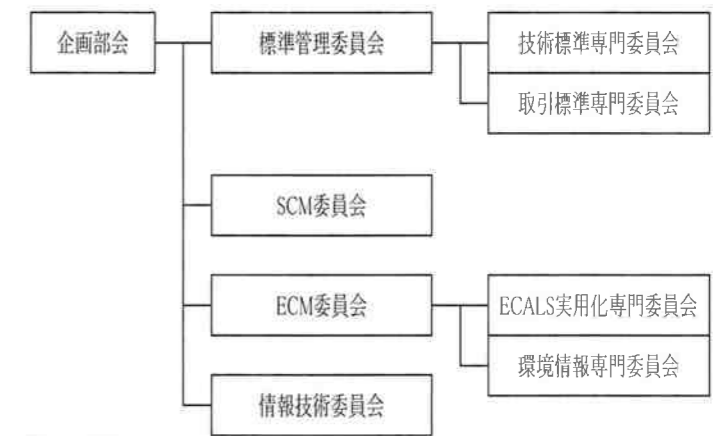 企画部会
標準管理委員会
技術標準専門委員会
取引標準専門委員会
SCM委員会
ECM委員会
ECALS実用化専門委員会
環境情報専門委員会
情報技術委員会